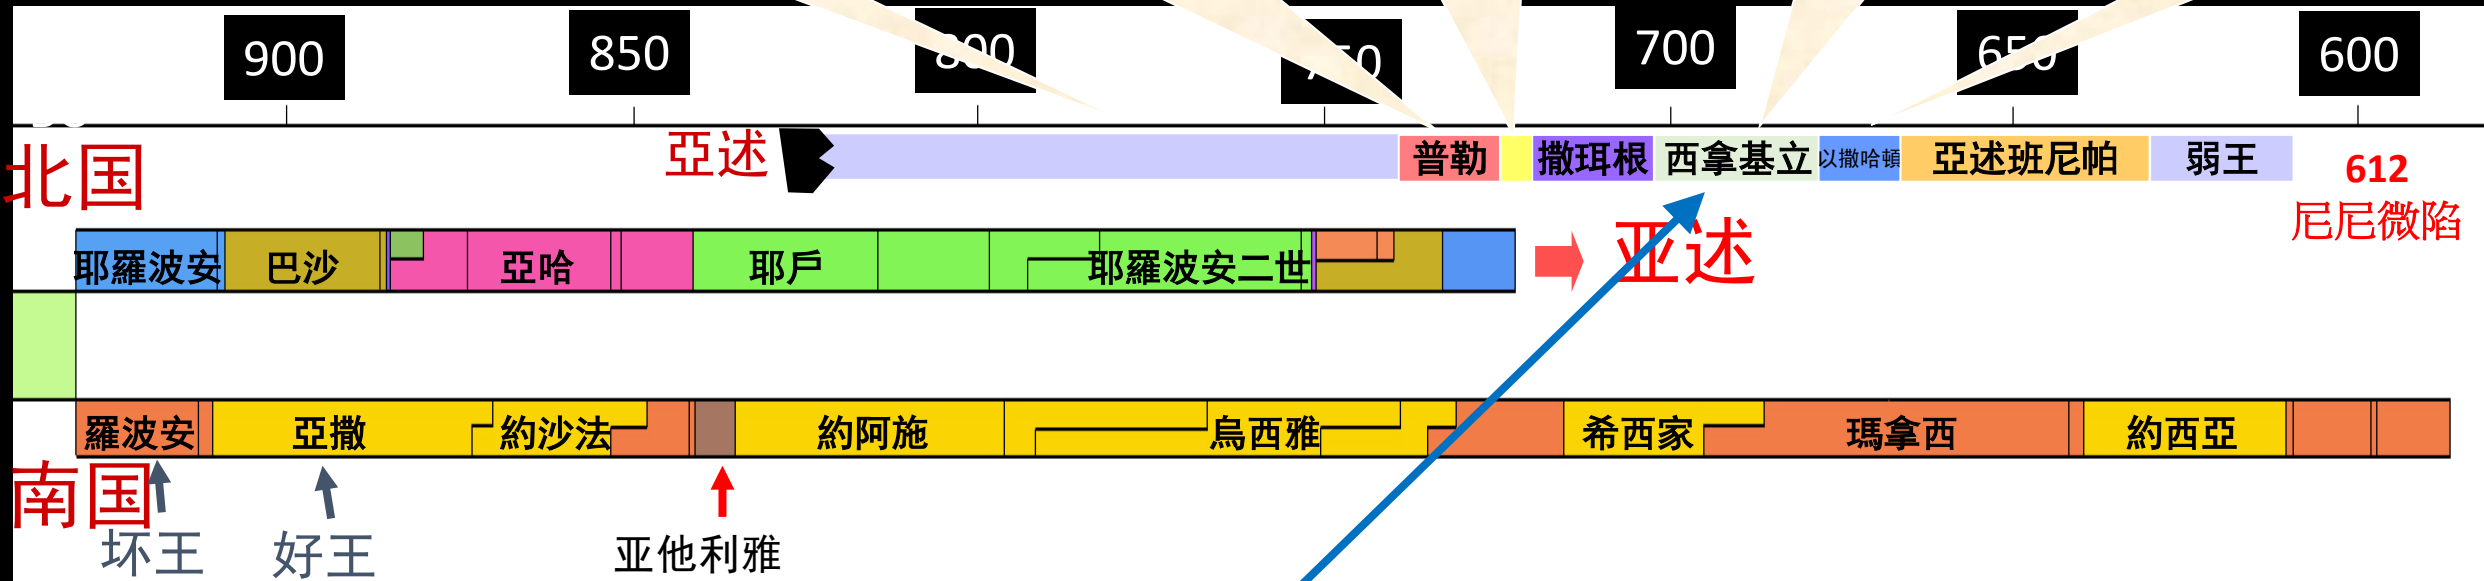 900 850 800 750 700 650 600
北国 亞述 普勒 撒珥根 西拿基立 以撒哈頓 亞述班尼帕 弱王 612
尼尼微陷
耶羅波安 巴沙 亞哈 耶戶 耶羅波安二世 亚述
羅波安 亞撒 約沙法 約阿施 烏西雅 希西家 瑪拿西 約西亞
南国
坏王 好王 亚他利雅